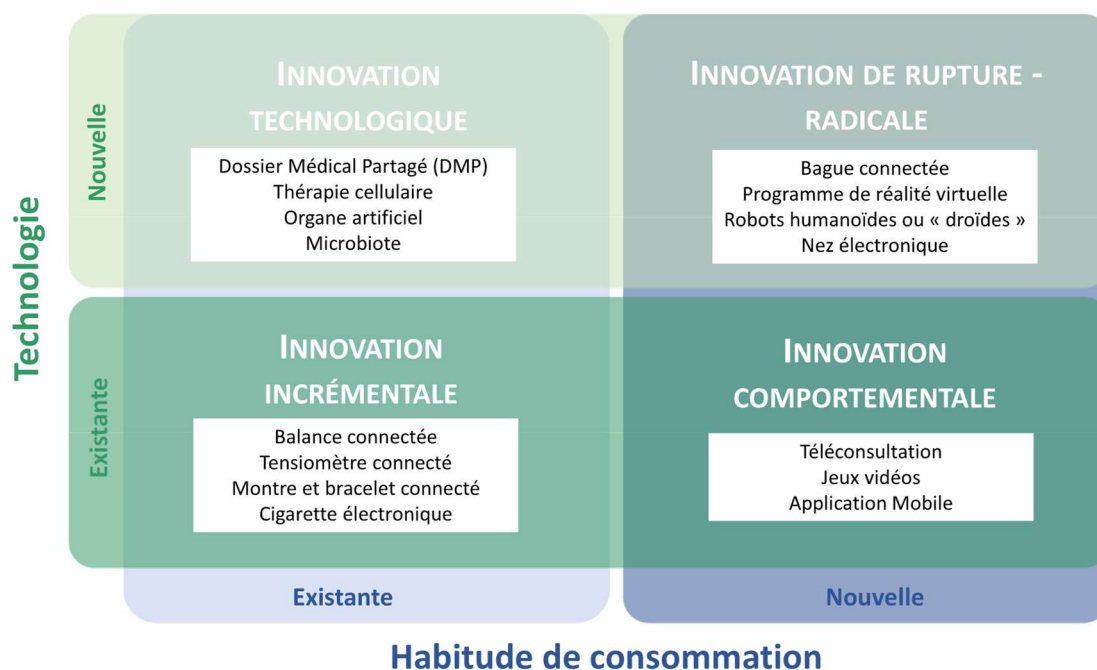 Technologie
Nouvelle
INNOVATION
TECHNOLOGIQUE
Dossier Médical Partagé (DMP)
Thérapie cellulaire
Organe artificiel
Microbiote
INNOVATION DE RUPTURE -
RADICALE
Bague connectée
Programme de réalité virtuelle
Robots humanoïdes ou « droïdes »
Nez électronique
Existante
INNOVATION
INCRÉMENTALE
Balance connectée
Tensiomètre connecté
Montre et bracelet connecté
Cigarette électronique
INNOVATION
COMPORTEMENTALE
Téléconsultation
Jeux vidéos
Application Mobile
Existante
Nouvelle
Habitude de consommation